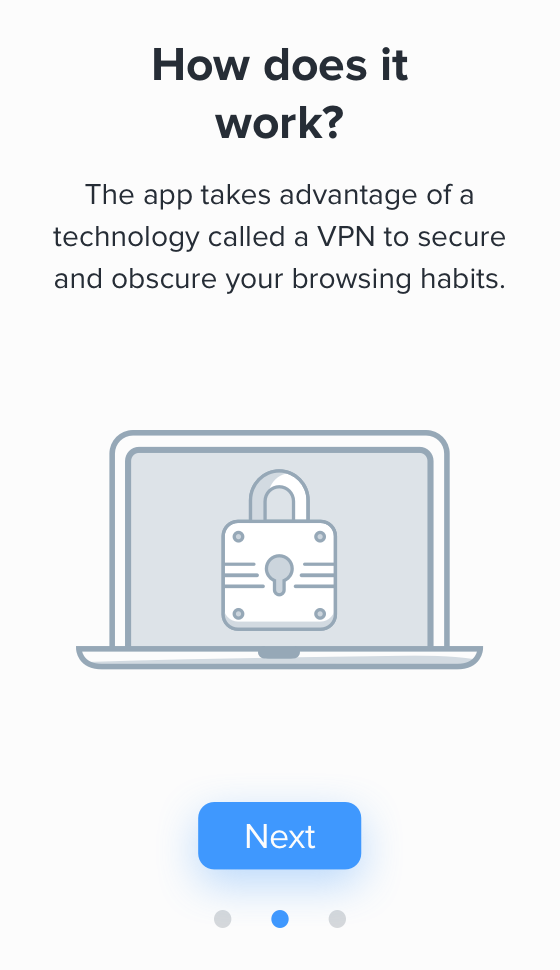 How does it
work?
The app takes advantage of a
technology called a VPN to secure
and obscure your browsing habits.
Next